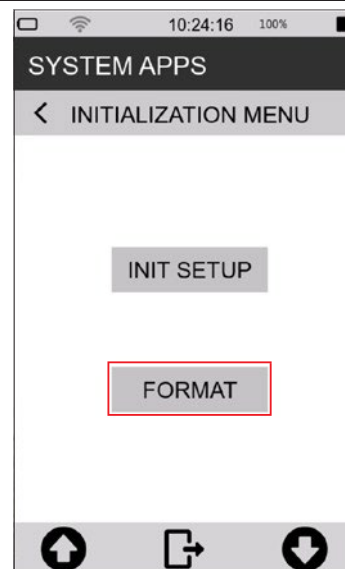 10:24:16 100%
SYSTEM APPS
INITIALIZATION MENU
INIT SETUP
FORMAT